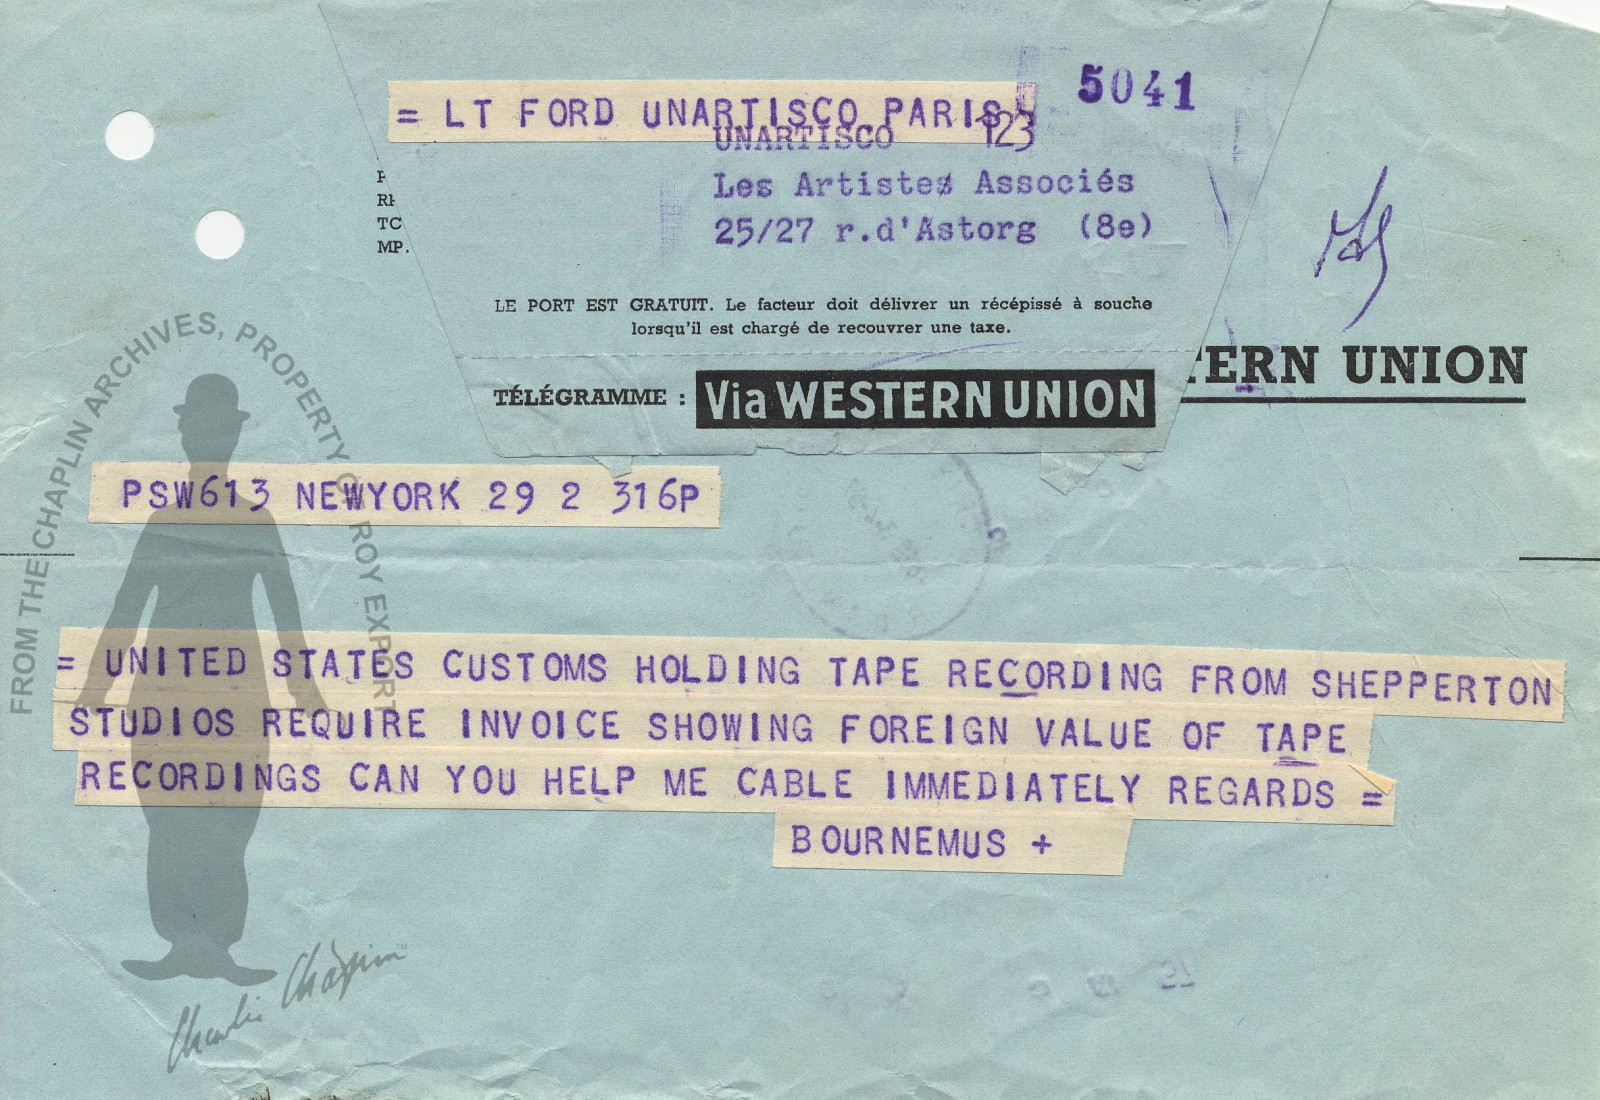 5041
= LT FORD UNARTISCO PARIS
UNARTISCO 123
Les Artistes Associés
25/27 r.d'Astorg (8e)
TC
MP.
LE PORT EST GRATUIT. Le facteur doit délivrer un récépissé à souche
lorsqu'il est chargé de recouvrer une taxe.
TERN UNION
TÉLÉGRAMME : Via WESTERN UNION
PSW613 NEWYORK 29 2 316P
= UNITED STATES CUSTOMS HOLDING TAPE RECORDING FROM SHEPPERTON
STUDIOS REQUIRE INVOICE SHOWING FOREIGN VALUE OF TAPE
RECORDINGS CAN YOU HELP ME CABLE IMMEDIATELY REGARDS =
BOURNEMUS +
FROM THE CHAPLIN ARCHIVES, PROPERTY OF ROY EXPORT
Charlie Chaplin™